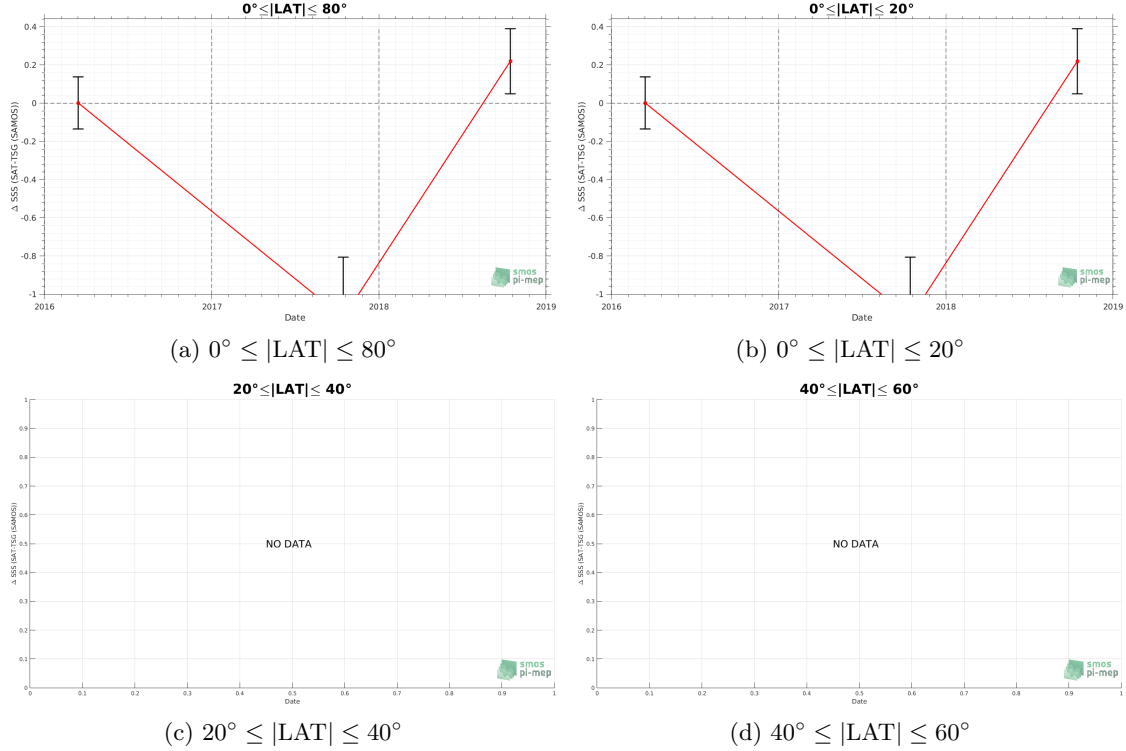 0°≤|LAT|≤ 80°
0.4
0.2
0
-0.2
-0.4
-0.6
-0.8
-1
Δ SSS (SAT-TSG (SAMOS))
2016
2017
2018
2019
Date
smos
pi-mep
(a) 0° ≤ |LAT| ≤ 80°
0°≤|LAT|≤ 20°
0.4
0.2
0
-0.2
-0.4
-0.6
-0.8
-1
Δ SSS (SAT-TSG (SAMOS))
2016
2017
2018
2019
Date
smos
pi-mep
(b) 0° ≤ |LAT| ≤ 20°
20°≤|LAT|≤ 40°
1
0.9
0.8
0.7
0.6
0.5
0.4
0.3
0.2
0.1
0
Δ SSS (SAT-TSG (SAMOS))
NO DATA
0
0.1
0.2
0.3
0.4
0.5
0.6
0.7
0.8
0.9
1
Date
smos
pi-mep
(c) 20° ≤ |LAT| ≤ 40°
40°≤|LAT|≤ 60°
1
0.9
0.8
0.7
0.6
0.5
0.4
0.3
0.2
0.1
0
Δ SSS (SAT-TSG (SAMOS))
NO DATA
0
0.1
0.2
0.3
0.4
0.5
0.6
0.7
0.8
0.9
1
Date
smos
pi-mep
(d) 40° ≤ |LAT| ≤ 60°